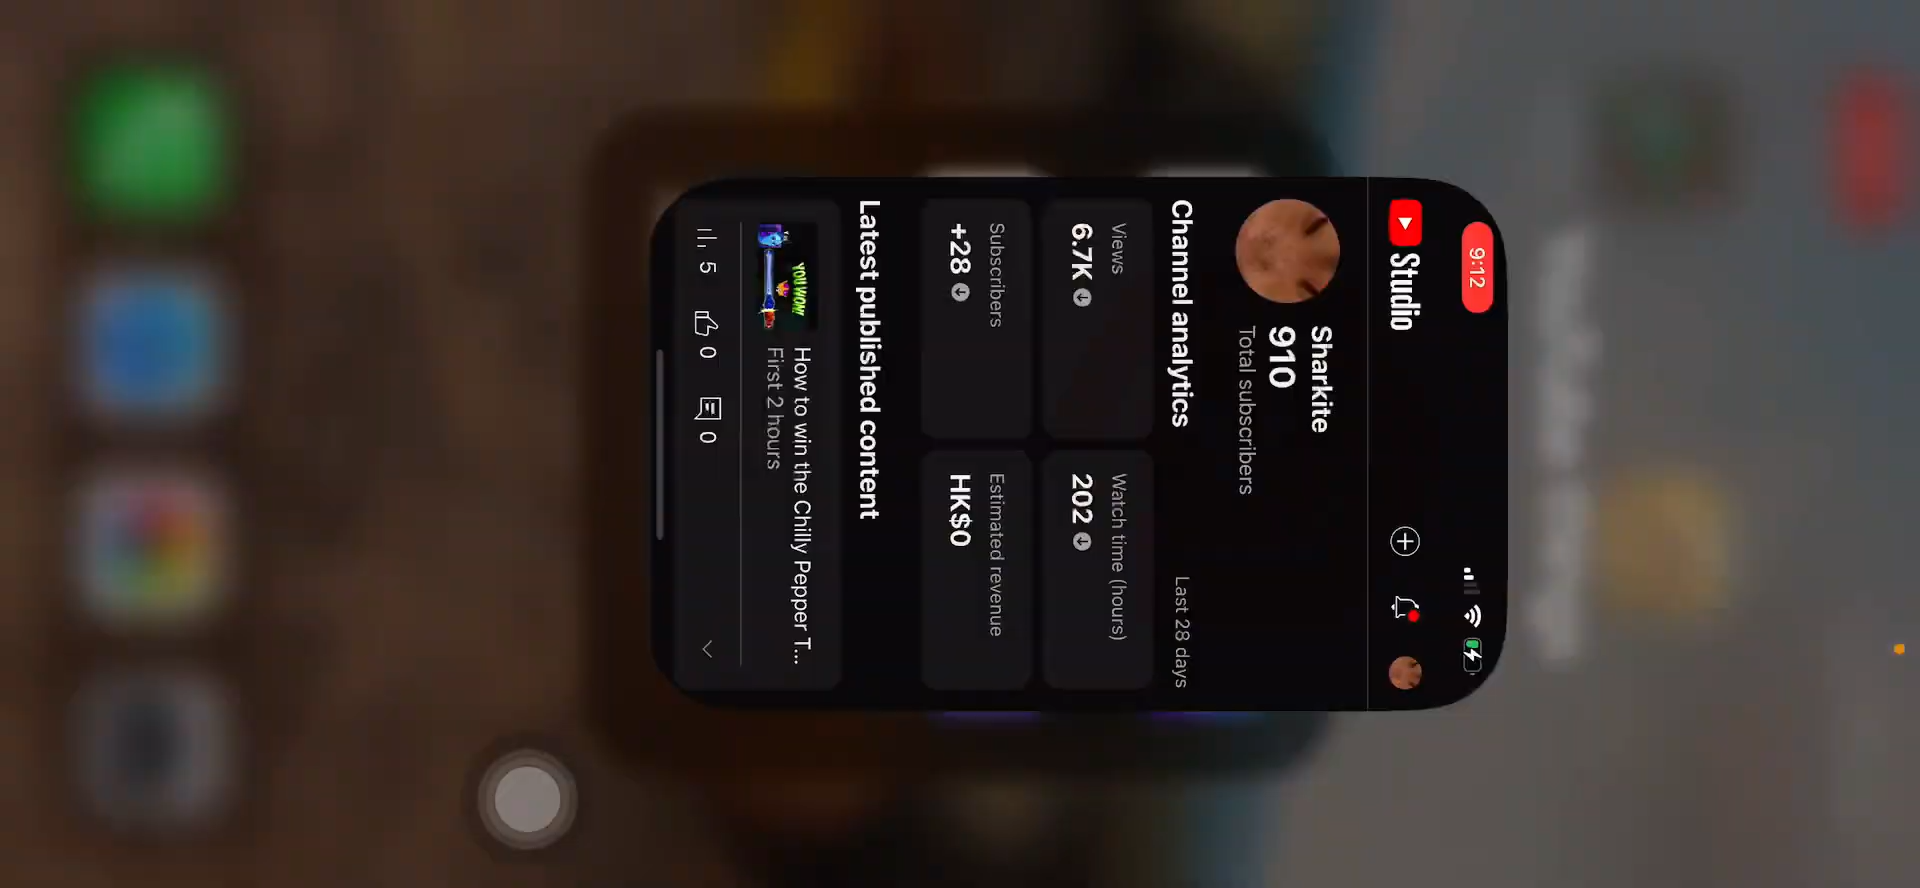 9:12
Studio
Sharkite
910
Total subscribers
Channel analytics
Last 28 days
Views
6.7K
Watch time (hours)
202
Subscribers
+28
Estimated revenue
HK$0
Latest published content
YOU WON!
How to win the Chilly Pepper T...
First 2 hours
5
0
0